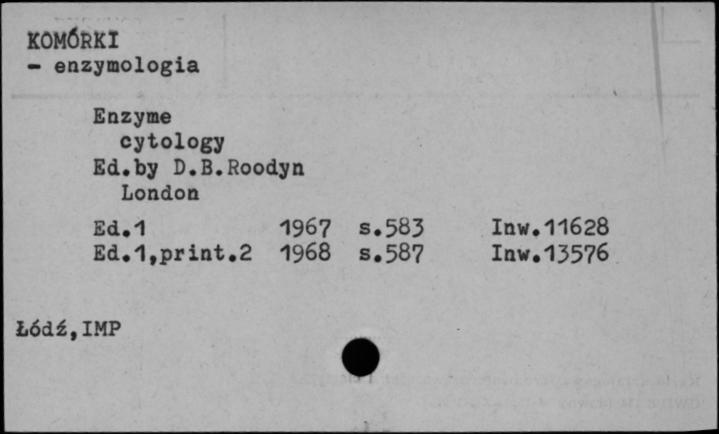 KOMÓRKI
- enzymologia
Enzyme
cytology
Ed.by D.B.Roodyn
London
Ed.1 1967 s.583 Inw.11628
Ed.1,print.2 1968 s.587 Inw.13576
Łódź,IMP